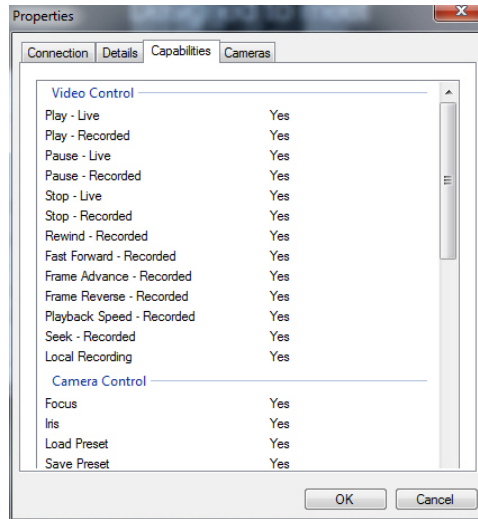 Properties
Connection Details Capabilities Cameras
Video Control
Play - Live Yes
Play - Recorded Yes
Pause - Live Yes
Pause - Recorded Yes
Stop - Live Yes
Stop - Recorded Yes
Rewind - Recorded Yes
Fast Forward - Recorded Yes
Frame Advance - Recorded Yes
Frame Reverse - Recorded Yes
Playback Speed - Recorded Yes
Seek - Recorded Yes
Local Recording Yes
Camera Control
Focus Yes
Iris Yes
Load Preset Yes
Save Preset Yes
OK Cancel